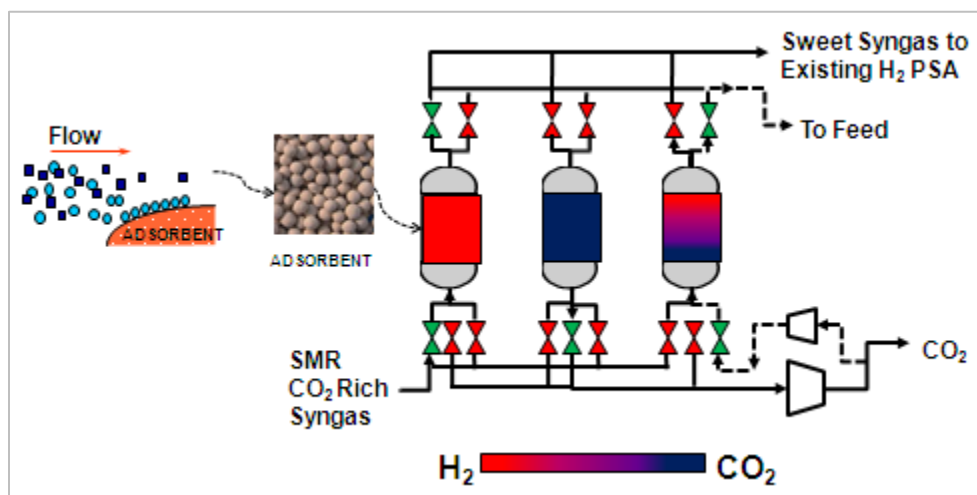 Sweet Syngas to
Existing H₂ PSA
To Feed
Flow
ADSORBENT
ADSORBENT
SMR
CO₂ Rich
Syngas
CO₂
H₂
CO₂